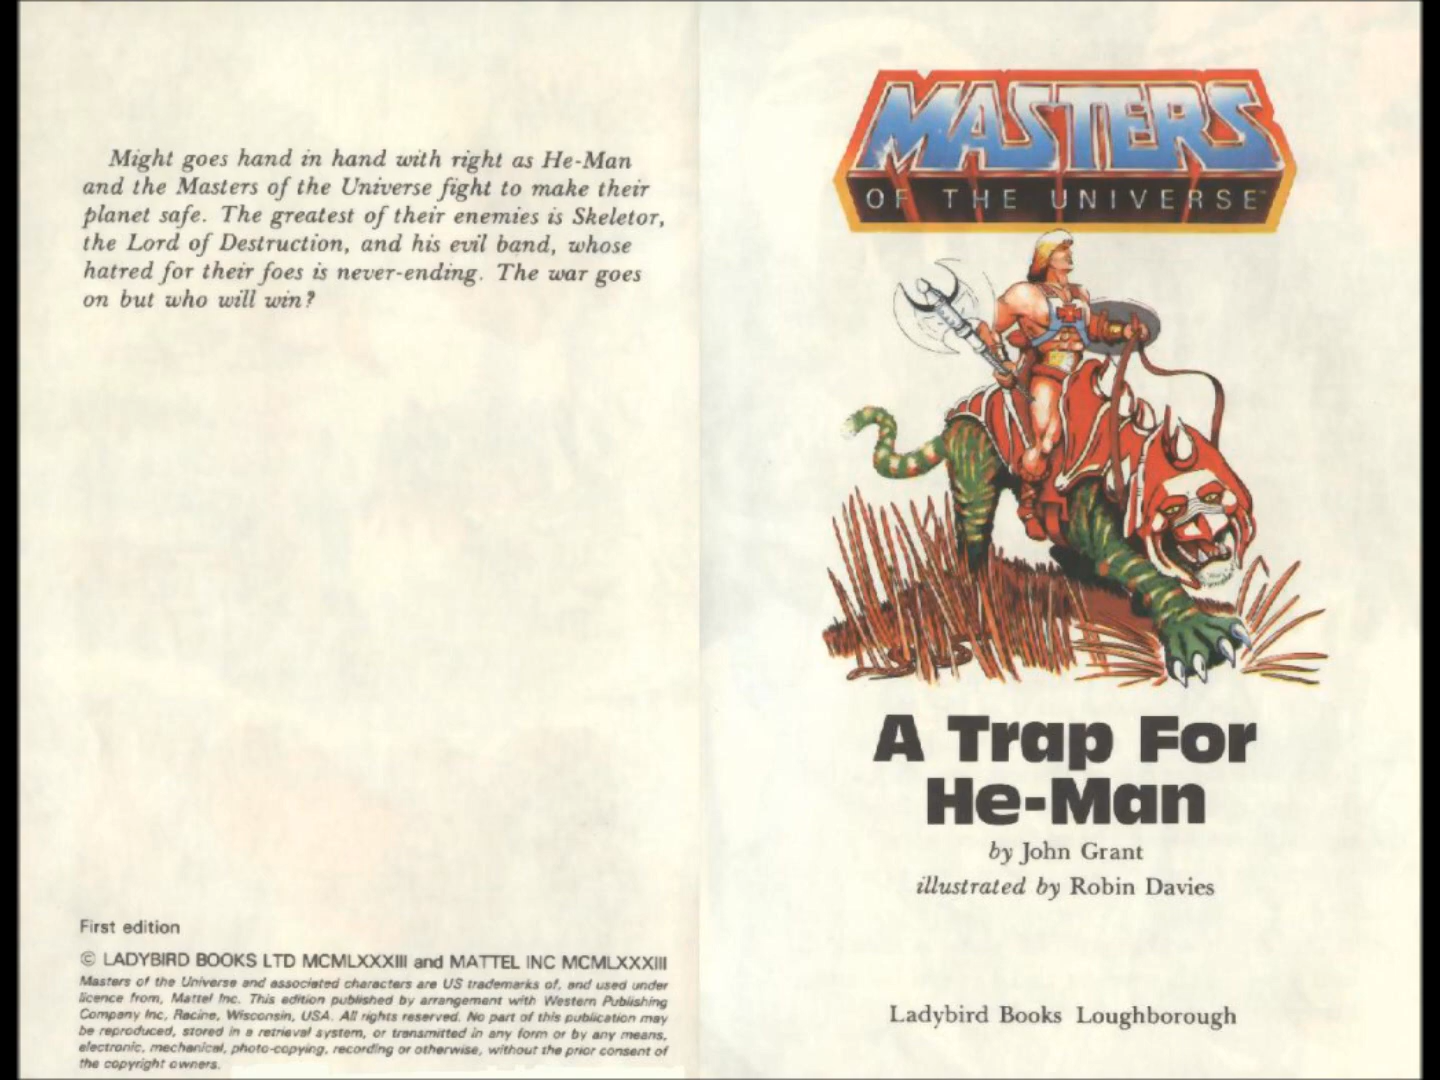 Might goes hand in hand with right as He-Man
and the Masters of the Universe fight to make their
planet safe. The greatest of their enemies is Skeletor,
the Lord of Destruction, and his evil band, whose
hatred for their foes is never-ending. The war goes
on but who will win?
First edition
© LADYBIRD BOOKS LTD MCMLXXXIII and MATTEL INC MCMLXXXIII
Masters of the Universe and associated characters are US trademarks of, and used under
licence from, Mattel Inc. This edition published by arrangement with Western Publishing
Company Inc, Racine, Wisconsin, USA. All rights reserved. No part of this publication may
be reproduced, stored in a retrieval system, or transmitted in any form or by any means,
electronic, mechanical, photo-copying, recording or otherwise, without the prior consent of
the copyright owners.
MASTERS
OF THE UNIVERSE™
A Trap For
He-Man
by John Grant
illustrated by Robin Davies
Ladybird Books Loughborough